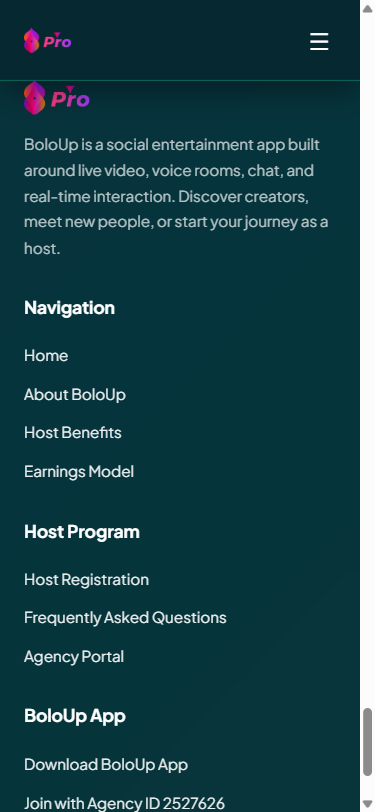 Pro
Pro
BoloUp is a social entertainment app built
around live video, voice rooms, chat, and
real-time interaction. Discover creators,
meet new people, or start your journey as a
host.
Navigation
Home
About BoloUp
Host Benefits
Earnings Model
Host Program
Host Registration
Frequently Asked Questions
Agency Portal
BoloUp App
Download BoloUp App
Join with Agency ID 2527626